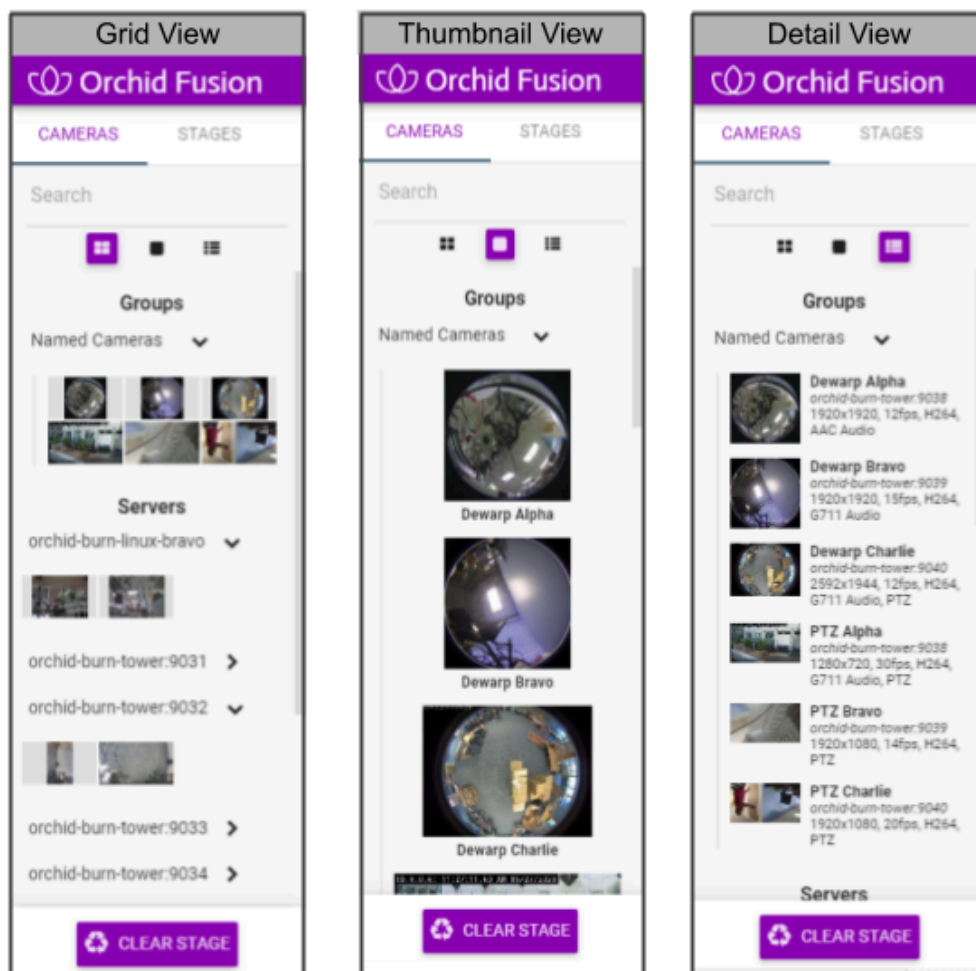 Grid View
Orchid Fusion
CAMERAS STAGES
Search
Groups
Named Cameras
Servers
orchid-burn-linux-bravo
orchid-burn-tower:9031
orchid-burn-tower:9032
orchid-burn-tower:9033
orchid-burn-tower:9034
CLEAR STAGE
Thumbnail View
Orchid Fusion
CAMERAS STAGES
Search
Groups
Named Cameras
Dewarp Alpha
Dewarp Bravo
Dewarp Charlie
CLEAR STAGE
Detail View
Orchid Fusion
CAMERAS STAGES
Search
Groups
Named Cameras
Dewarp Alpha
orchid-burn-tower:9038
1920x1920, 12fps, H264,
AAC Audio
Dewarp Bravo
orchid-burn-tower:9039
1920x1920, 15fps, H264,
G711 Audio
Dewarp Charlie
orchid-burn-tower:9040
2592x1944, 12fps, H264,
G711 Audio, PTZ
PTZ Alpha
orchid-burn-tower:9038
1280x720, 30fps, H264,
G711 Audio, PTZ
PTZ Bravo
orchid-burn-tower:9039
1920x1080, 14fps, H264,
PTZ
PTZ Charlie
orchid-burn-tower:9040
1920x1080, 20fps, H264,
PTZ
Servers
CLEAR STAGE